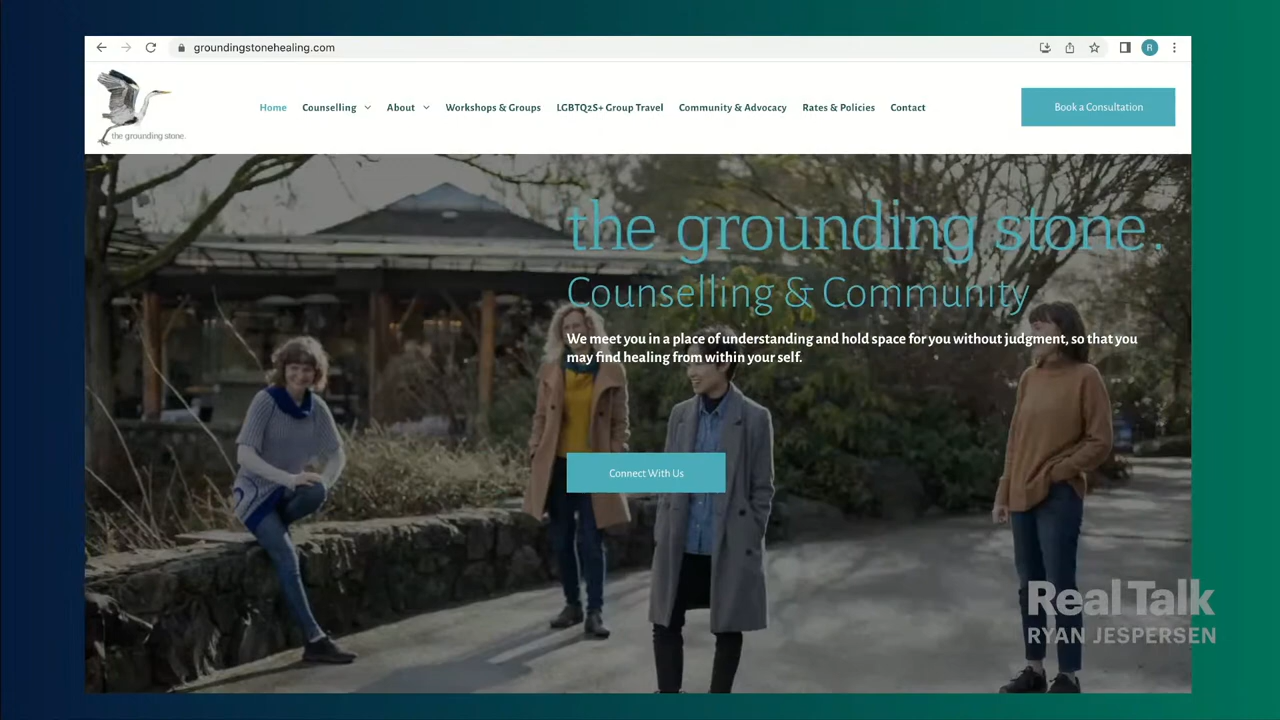 groundingstonehealing.com
R
the grounding stone.
Home
Counselling
About
Workshops & Groups
LGBTQ2S+ Group Travel
Community & Advocacy
Rates & Policies
Contact
Book a Consultation
the grounding stone.
Counselling & Community
We meet you in a place of understanding and hold space for you without judgment, so that you
may find healing from within your self.
Connect With Us
Real Talk
RYAN JESPERSEN